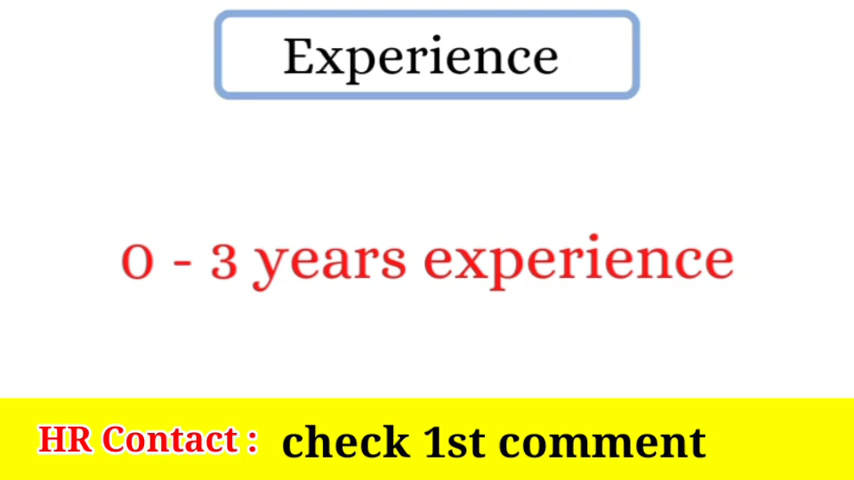 Experience
0 - 3 years experience
HR Contact : check 1st comment